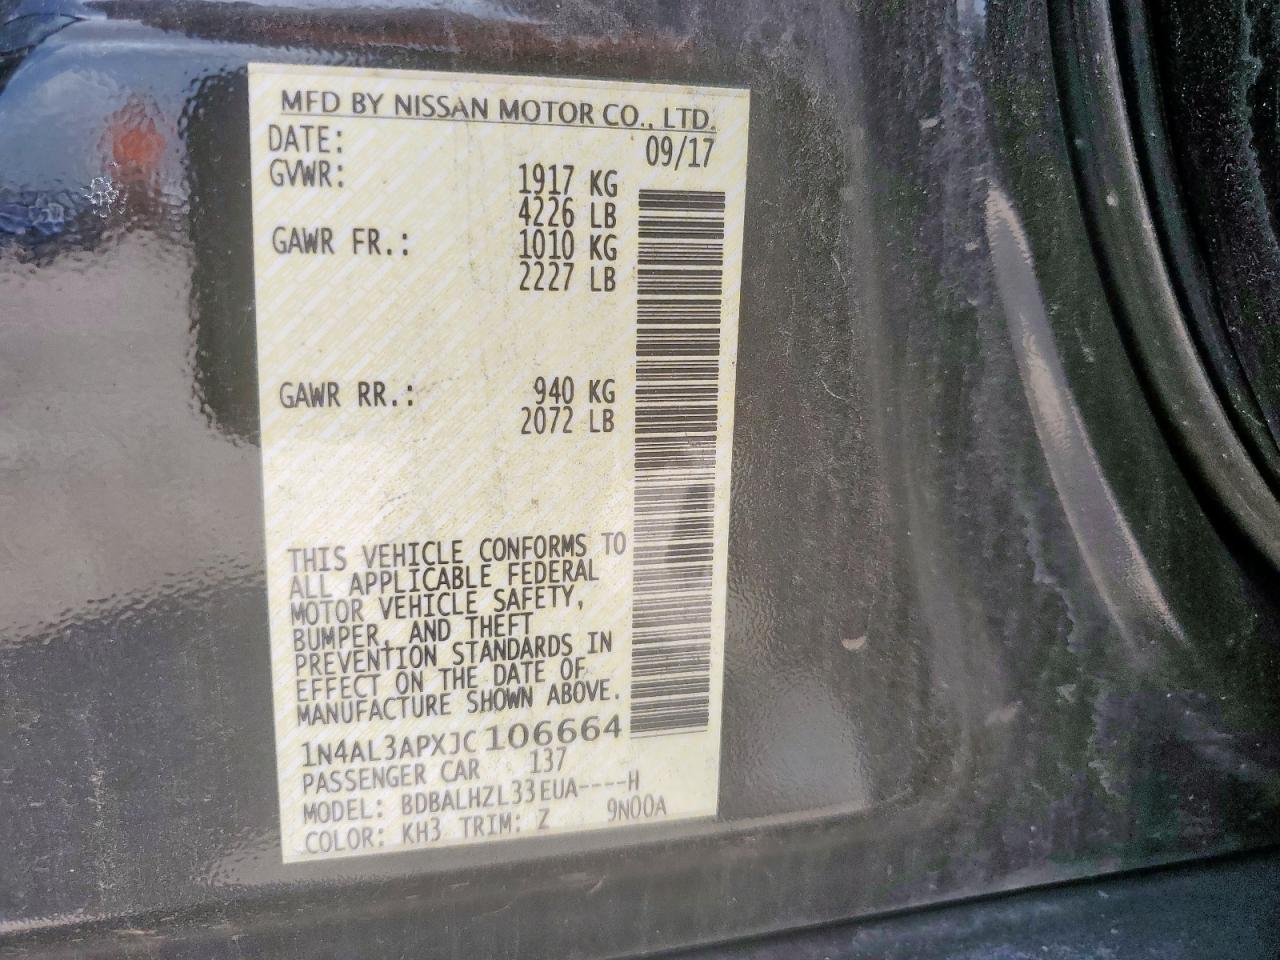 MFD BY NISSAN MOTOR CO., LTD.
DATE: 09/17
GVWR: 1917 KG
4226 LB
GAWR FR.: 1010 KG
2227 LB
GAWR RR.: 940 KG
2072 LB
THIS VEHICLE CONFORMS TO
ALL APPLICABLE FEDERAL
MOTOR VEHICLE SAFETY,
BUMPER, AND THEFT
PREVENTION STANDARDS IN
EFFECT ON THE DATE OF
MANUFACTURE SHOWN ABOVE.
1N4AL3APXJC106664
PASSENGER CAR 137
MODEL: BDBALHZL33EUA----H
COLOR: KH3 TRIM: Z 9N00A